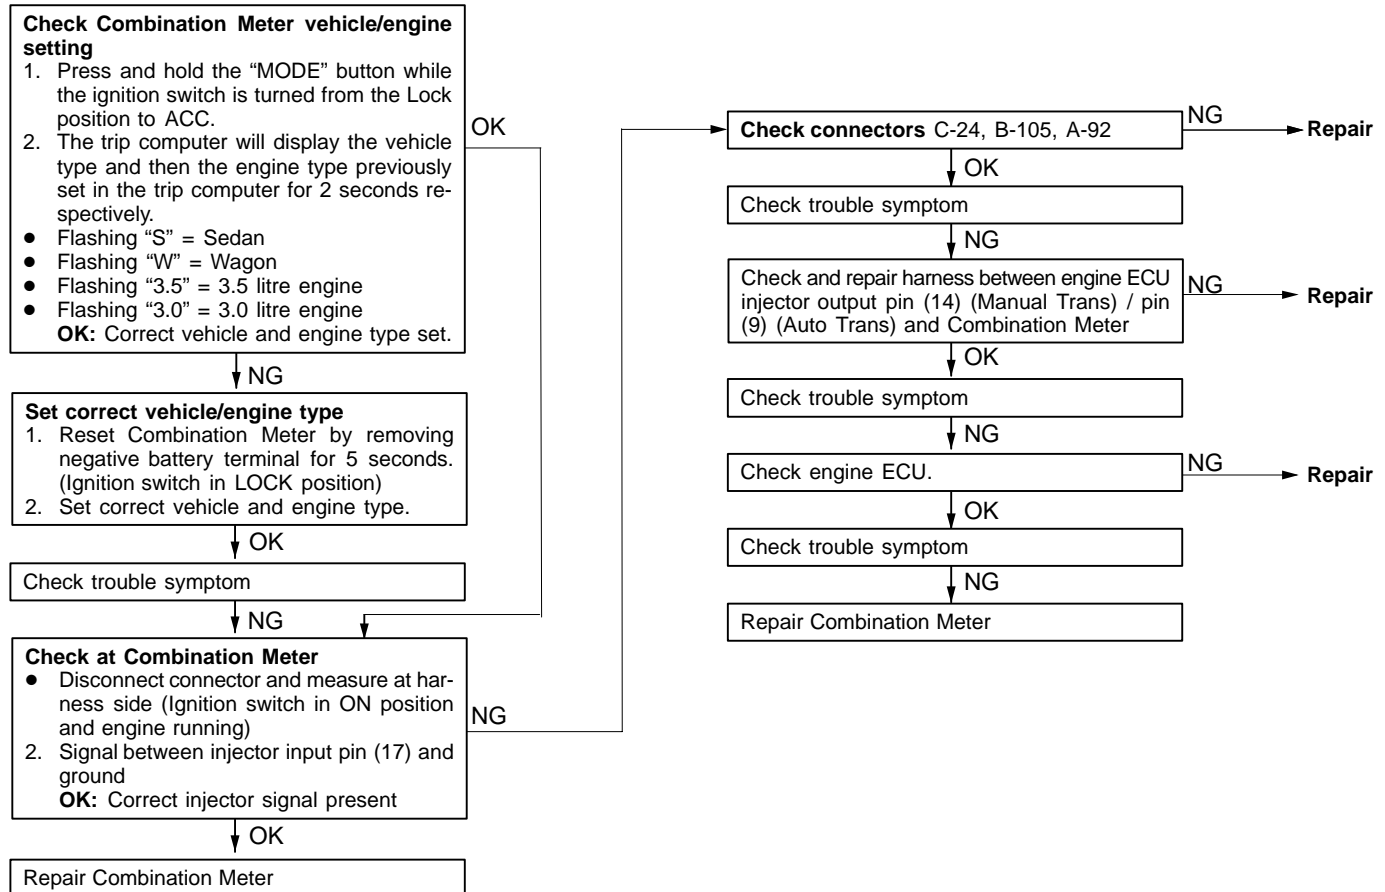 Check Combination Meter vehicle/engine
setting
1. Press and hold the “MODE” button while
the ignition switch is turned from the Lock
position to ACC.
2. The trip computer will display the vehicle
type and then the engine type previously
set in the trip computer for 2 seconds re-
spectively.
● Flashing “S” = Sedan
● Flashing “W” = Wagon
● Flashing “3.5” = 3.5 litre engine
● Flashing “3.0” = 3.0 litre engine
OK: Correct vehicle and engine type set.
OK
NG
Set correct vehicle/engine type
1. Reset Combination Meter by removing
negative battery terminal for 5 seconds.
(Ignition switch in LOCK position)
2. Set correct vehicle and engine type.
OK
Check trouble symptom
NG
Check at Combination Meter
● Disconnect connector and measure at har-
ness side (Ignition switch in ON position
and engine running)
2. Signal between injector input pin (17) and
ground
OK: Correct injector signal present
NG
OK
Repair Combination Meter
Check connectors C-24, B-105, A-92
NG
Repair
OK
Check trouble symptom
NG
Check and repair harness between engine ECU
injector output pin (14) (Manual Trans) / pin
(9) (Auto Trans) and Combination Meter
NG
Repair
OK
Check trouble symptom
NG
Check engine ECU.
NG
Repair
OK
Check trouble symptom
NG
Repair Combination Meter